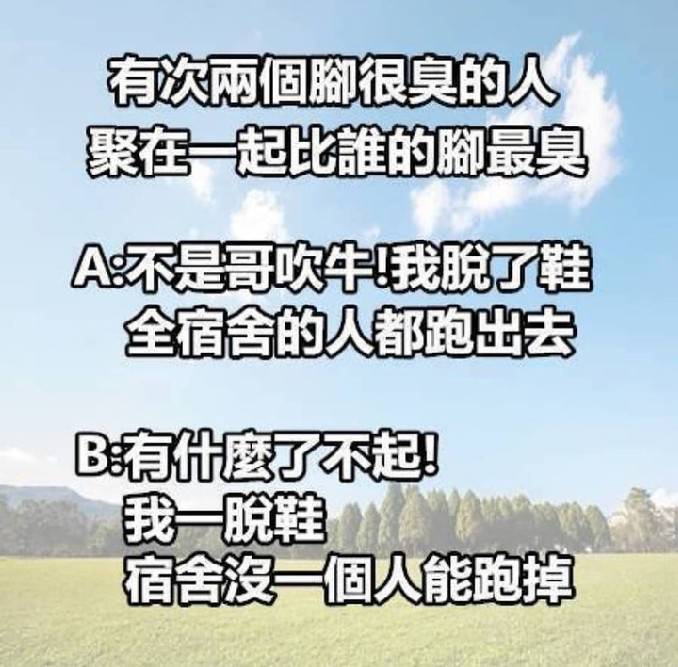 有次兩個腳很臭的人
聚在一起比誰的腳最臭
A:不是哥吹牛!我脫了鞋
全宿舍的人都跑出去
B:有什麼了不起!
我一脫鞋
宿舍沒一個人能跑掉